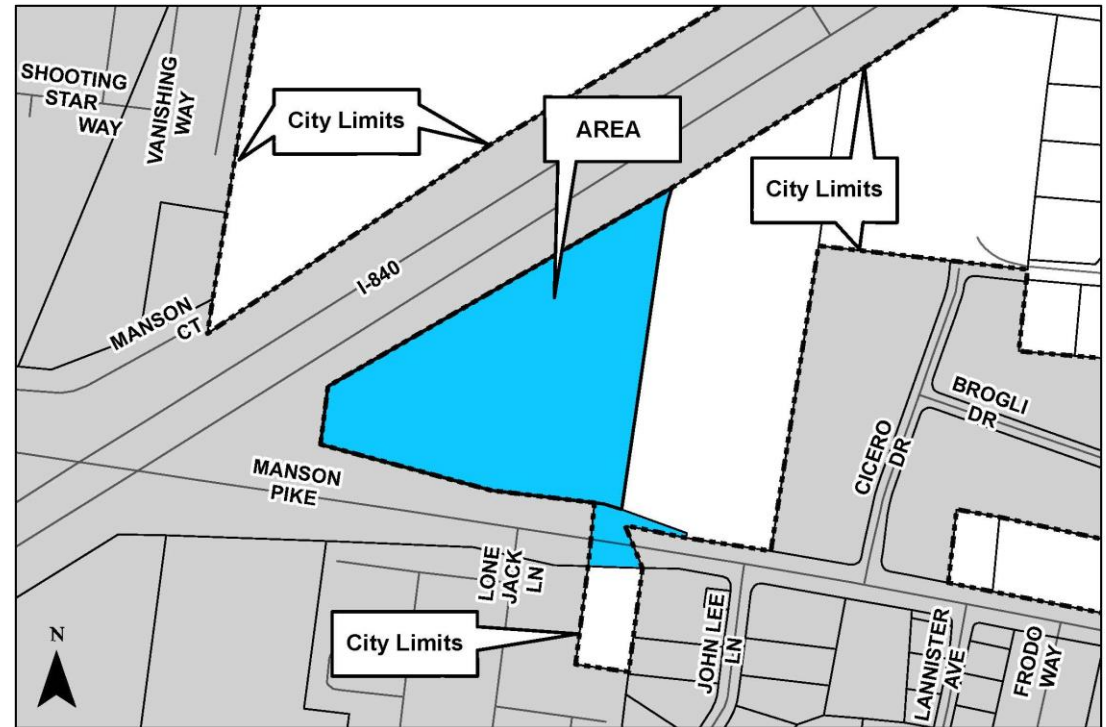 SHOOTING
STAR
WAY
VANISHING
WAY
City Limits
AREA
City Limits
I-840
MANSON
CT
MANSON
PIKE
CICERO
DR
BROGLI
DR
LONE
JACK
LN
City Limits
JOHN LEE
LN
LANNISTER
AVE
FRODO
WAY
N